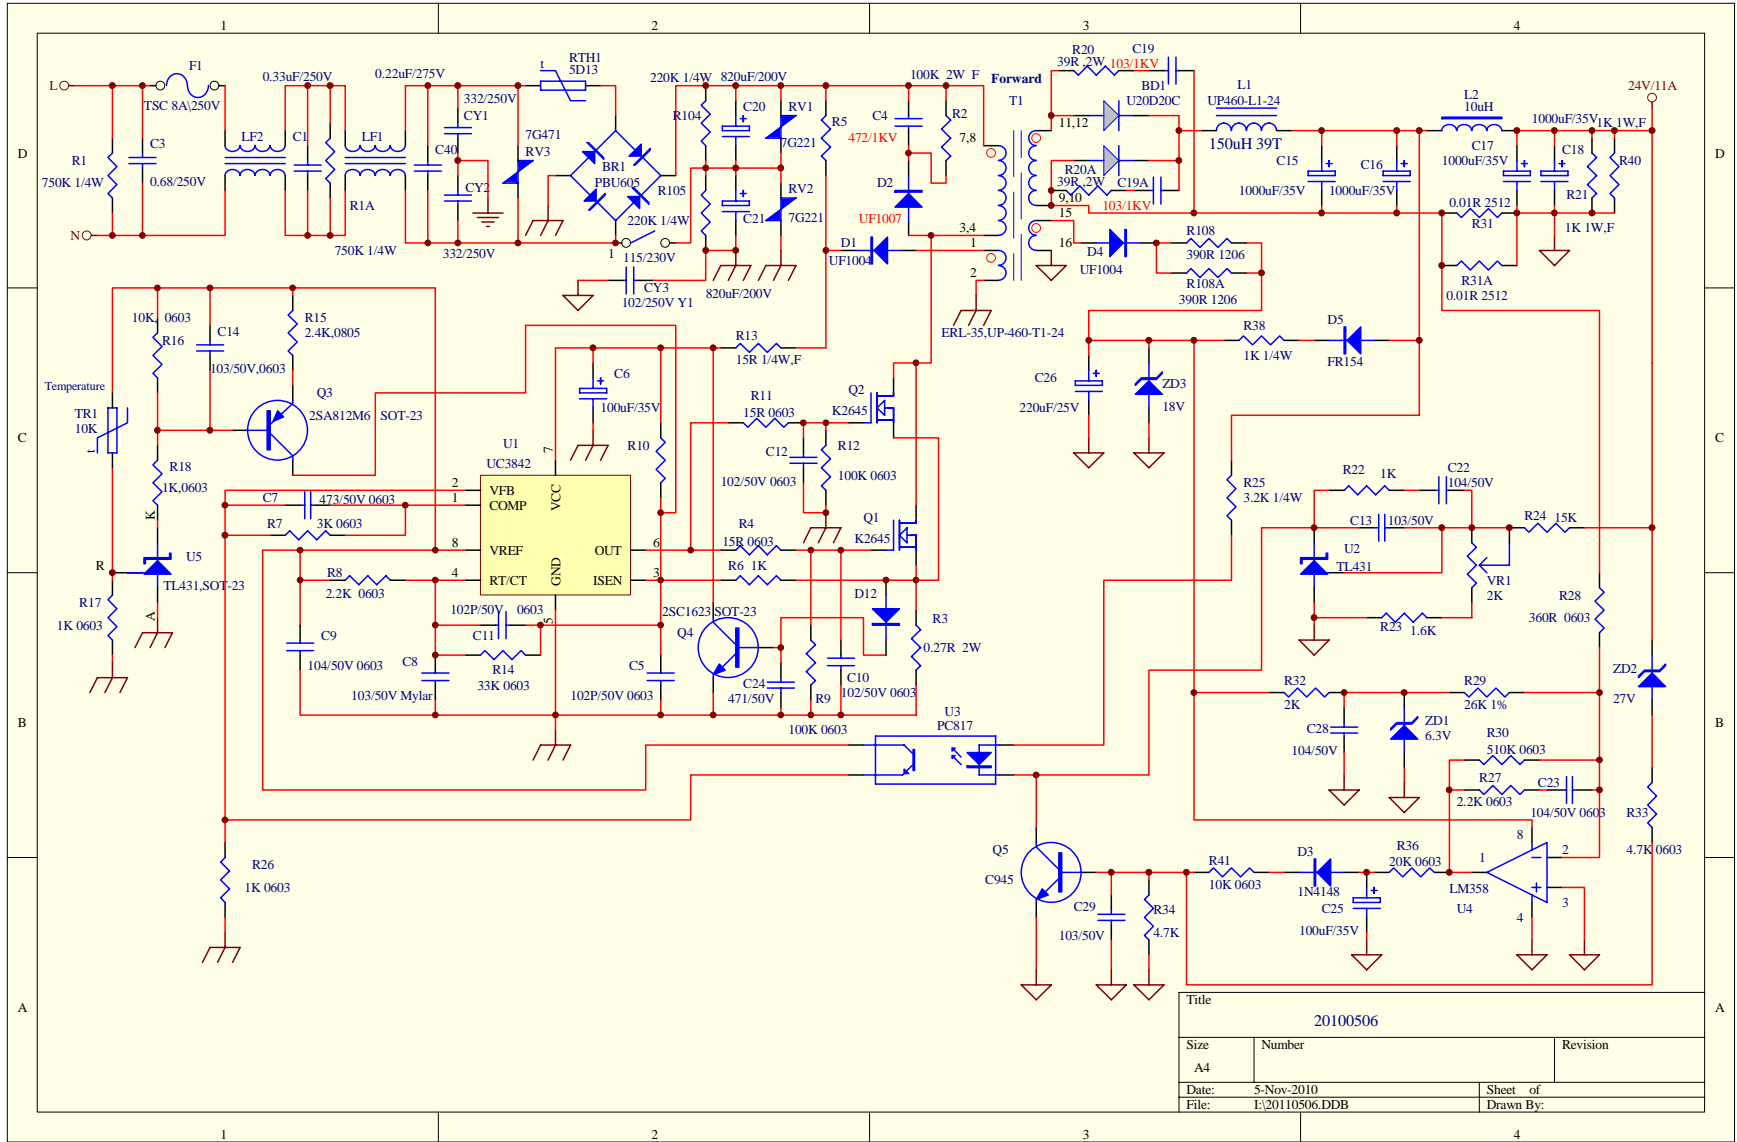 1
2
3
4
D
C
B
A
D
C
B
A
1
2
3
4
L
N
F1
TSC 8A\250V
R1
750K 1/4W
C3
0.68/250V
LF2
0.33uF/250V
C1
R1A
750K 1/4W
LF1
0.22uF/275V
C40
332/250V
CY1
CY2
332/250V
7G471
RV3
t
RTH1
5D13
BR1
PBU605
220K 1/4W
R104
R105
220K 1/4W
1
115/230V
CY3
102/250V Y1
820uF/200V
C20
C21
820uF/200V
RV1
7G221
RV2
7G221
R5
D1
UF1004
100K 2W F
C4
472/1KV
R2
D2
UF1007
Forward
T1
7,8
3,4
1
2
ERL-35,UP-460-T1-24
11,12
9,10
15
16
R20
39R ,2W
C19
103/1KV
BD1
U20D20C
R20A
39R ,2W
C19A
103/1KV
D4
UF1004
R108
390R 1206
R108A
390R 1206
L1
UP460-L1-24
150uH 39T
C15
1000uF/35V
C16
1000uF/35V
L2
10uH
C17
1000uF/35V
1000uF/35V
C18
1K 1W,F
R40
R21
1K 1W,F
24V/11A
0.01R 2512
R31
R31A
0.01R 2512
10K, 0603
R16
C14
103/50V,0603
R15
2.4K,0805
Q3
2SA812M6 SOT-23
Temperature
TR1
10K
t
R18
1K,0603
K
R
U5
TL431,SOT-23
A
R17
1K 0603
C7
473/50V 0603
R7
3K 0603
R8
2.2K 0603
C9
104/50V 0603
C8
103/50V Mylar
102P/50V 0603
C11
R14
33K 0603
U1
UC3842
2
1
8
4
7
5
6
3
VFB
COMP
VREF
RT/CT
VCC
GND
OUT
ISEN
C6
100uF/35V
R10
R13
15R 1/4W,F
R11
15R 0603
Q2
K2645
C12
102/50V 0603
R12
100K 0603
R4
15R 0603
R6 1K
Q1
K2645
D12
R3
0.27R 2W
2SC1623 SOT-23
Q4
C5
102P/50V 0603
C24
471/50V
R9
100K 0603
C10
102/50V 0603
U3
PC817
C26
220uF/25V
ZD3
18V
R38
1K 1/4W
D5
FR154
R25
3.2K 1/4W
R22 1K
C22
104/50V
C13
103/50V
U2
TL431
VR1
2K
R23 1.6K
R24 15K
R28
360R 0603
ZD2
27V
R33
4.7K 0603
R32
2K
C28
104/50V
ZD1
6.3V
R29
26K 1%
R30
510K 0603
R27
2.2K 0603
C23
104/50V 0603
8
1
2
3
4
LM358
U4
R36
20K 0603
D3
1N4148
C25
100uF/35V
R41
10K 0603
Q5
C945
C29
103/50V
R34
4.7K
R26
1K 0603
Title
20100506
Size
A4
Number
Revision
Date: 5-Nov-2010
Sheet of
File: I:\20110506.DDB
Drawn By: